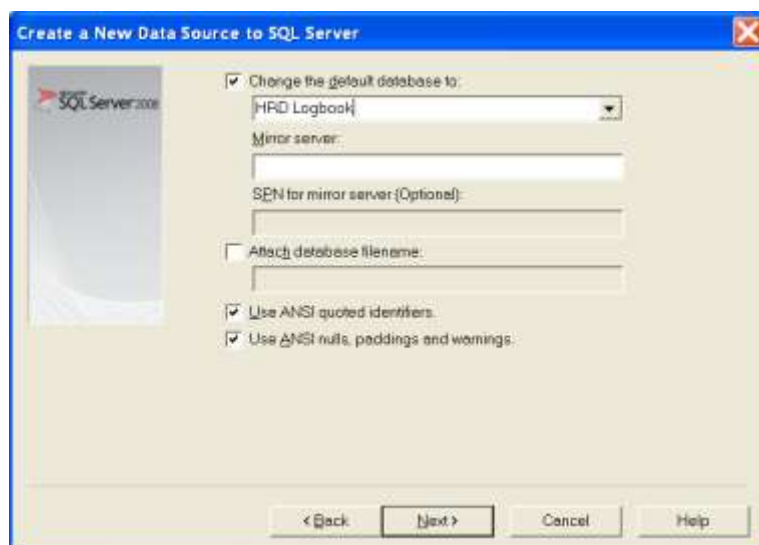 Create a New Data Source to SQL Server
SQL Server 2008
Change the default database to:
HRD Logbook
Mirror server:
SPN for mirror server (Optional):
Attach database filename:
Use ANSI quoted identifiers.
Use ANSI nulls, paddings and warnings.
< Back
Next >
Cancel
Help